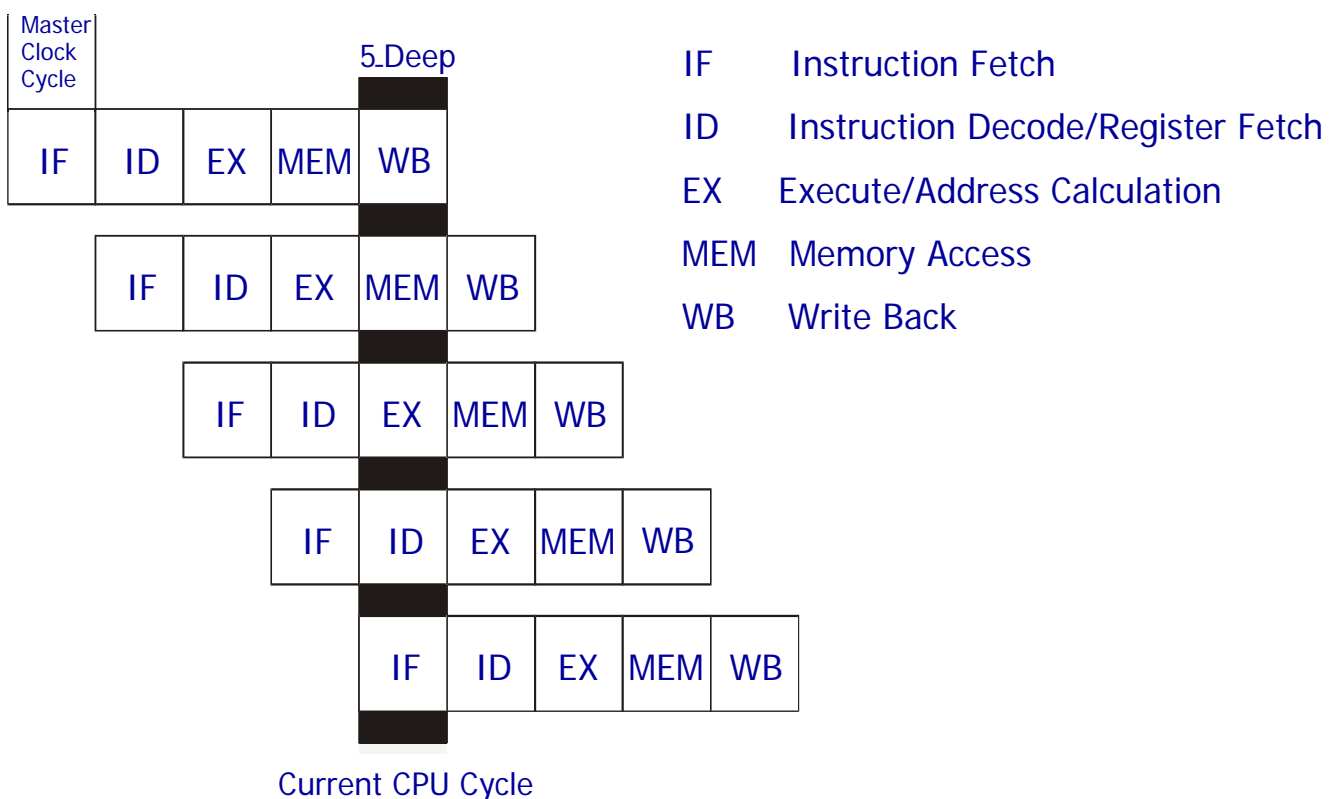 Master
Clock
Cycle
5-Deep
IF ID EX MEM WB
IF ID EX MEM WB
IF ID EX MEM WB
IF ID EX MEM WB
IF ID EX MEM WB
Current CPU Cycle
IF Instruction Fetch
ID Instruction Decode/Register Fetch
EX Execute/Address Calculation
MEM Memory Access
WB Write Back